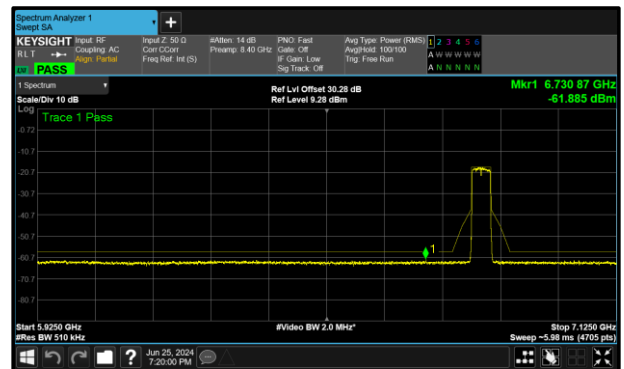 Spectrum Analyzer 1
Swept SA
+
KEYSIGHT Input: RF Input Z: 50 Ω #Atten: 14 dB PNO: Fast Avg Type: Power (RMS) 1 2 3 4 5 6
RLT Coupling: AC Corr CCorr Preamp: 8.40 GHz Gate: Off Avg|Hold: 100/100 A W W W W W
Align: Partial Freq Ref: Int (S) IF Gain: Low Trig: Free Run
LW PASS Sig Track: Off A N N N N N
1 Spectrum Ref Lvl Offset 30.28 dB Mkr1 6.730 87 GHz
Scale/Div 10 dB Ref Level 9.28 dBm -61.885 dBm
Log Trace 1 Pass
-0.72
-10.7
-20.7
-30.7
-40.7
-50.7
1
-60.7
-70.7
-80.7
Start 5.9250 GHz #Video BW 2.0 MHz* Stop 7.1250 GHz
#Res BW 510 kHz Sweep ~5.98 ms (4705 pts)
? Jun 25, 2024
7:20:00 PM